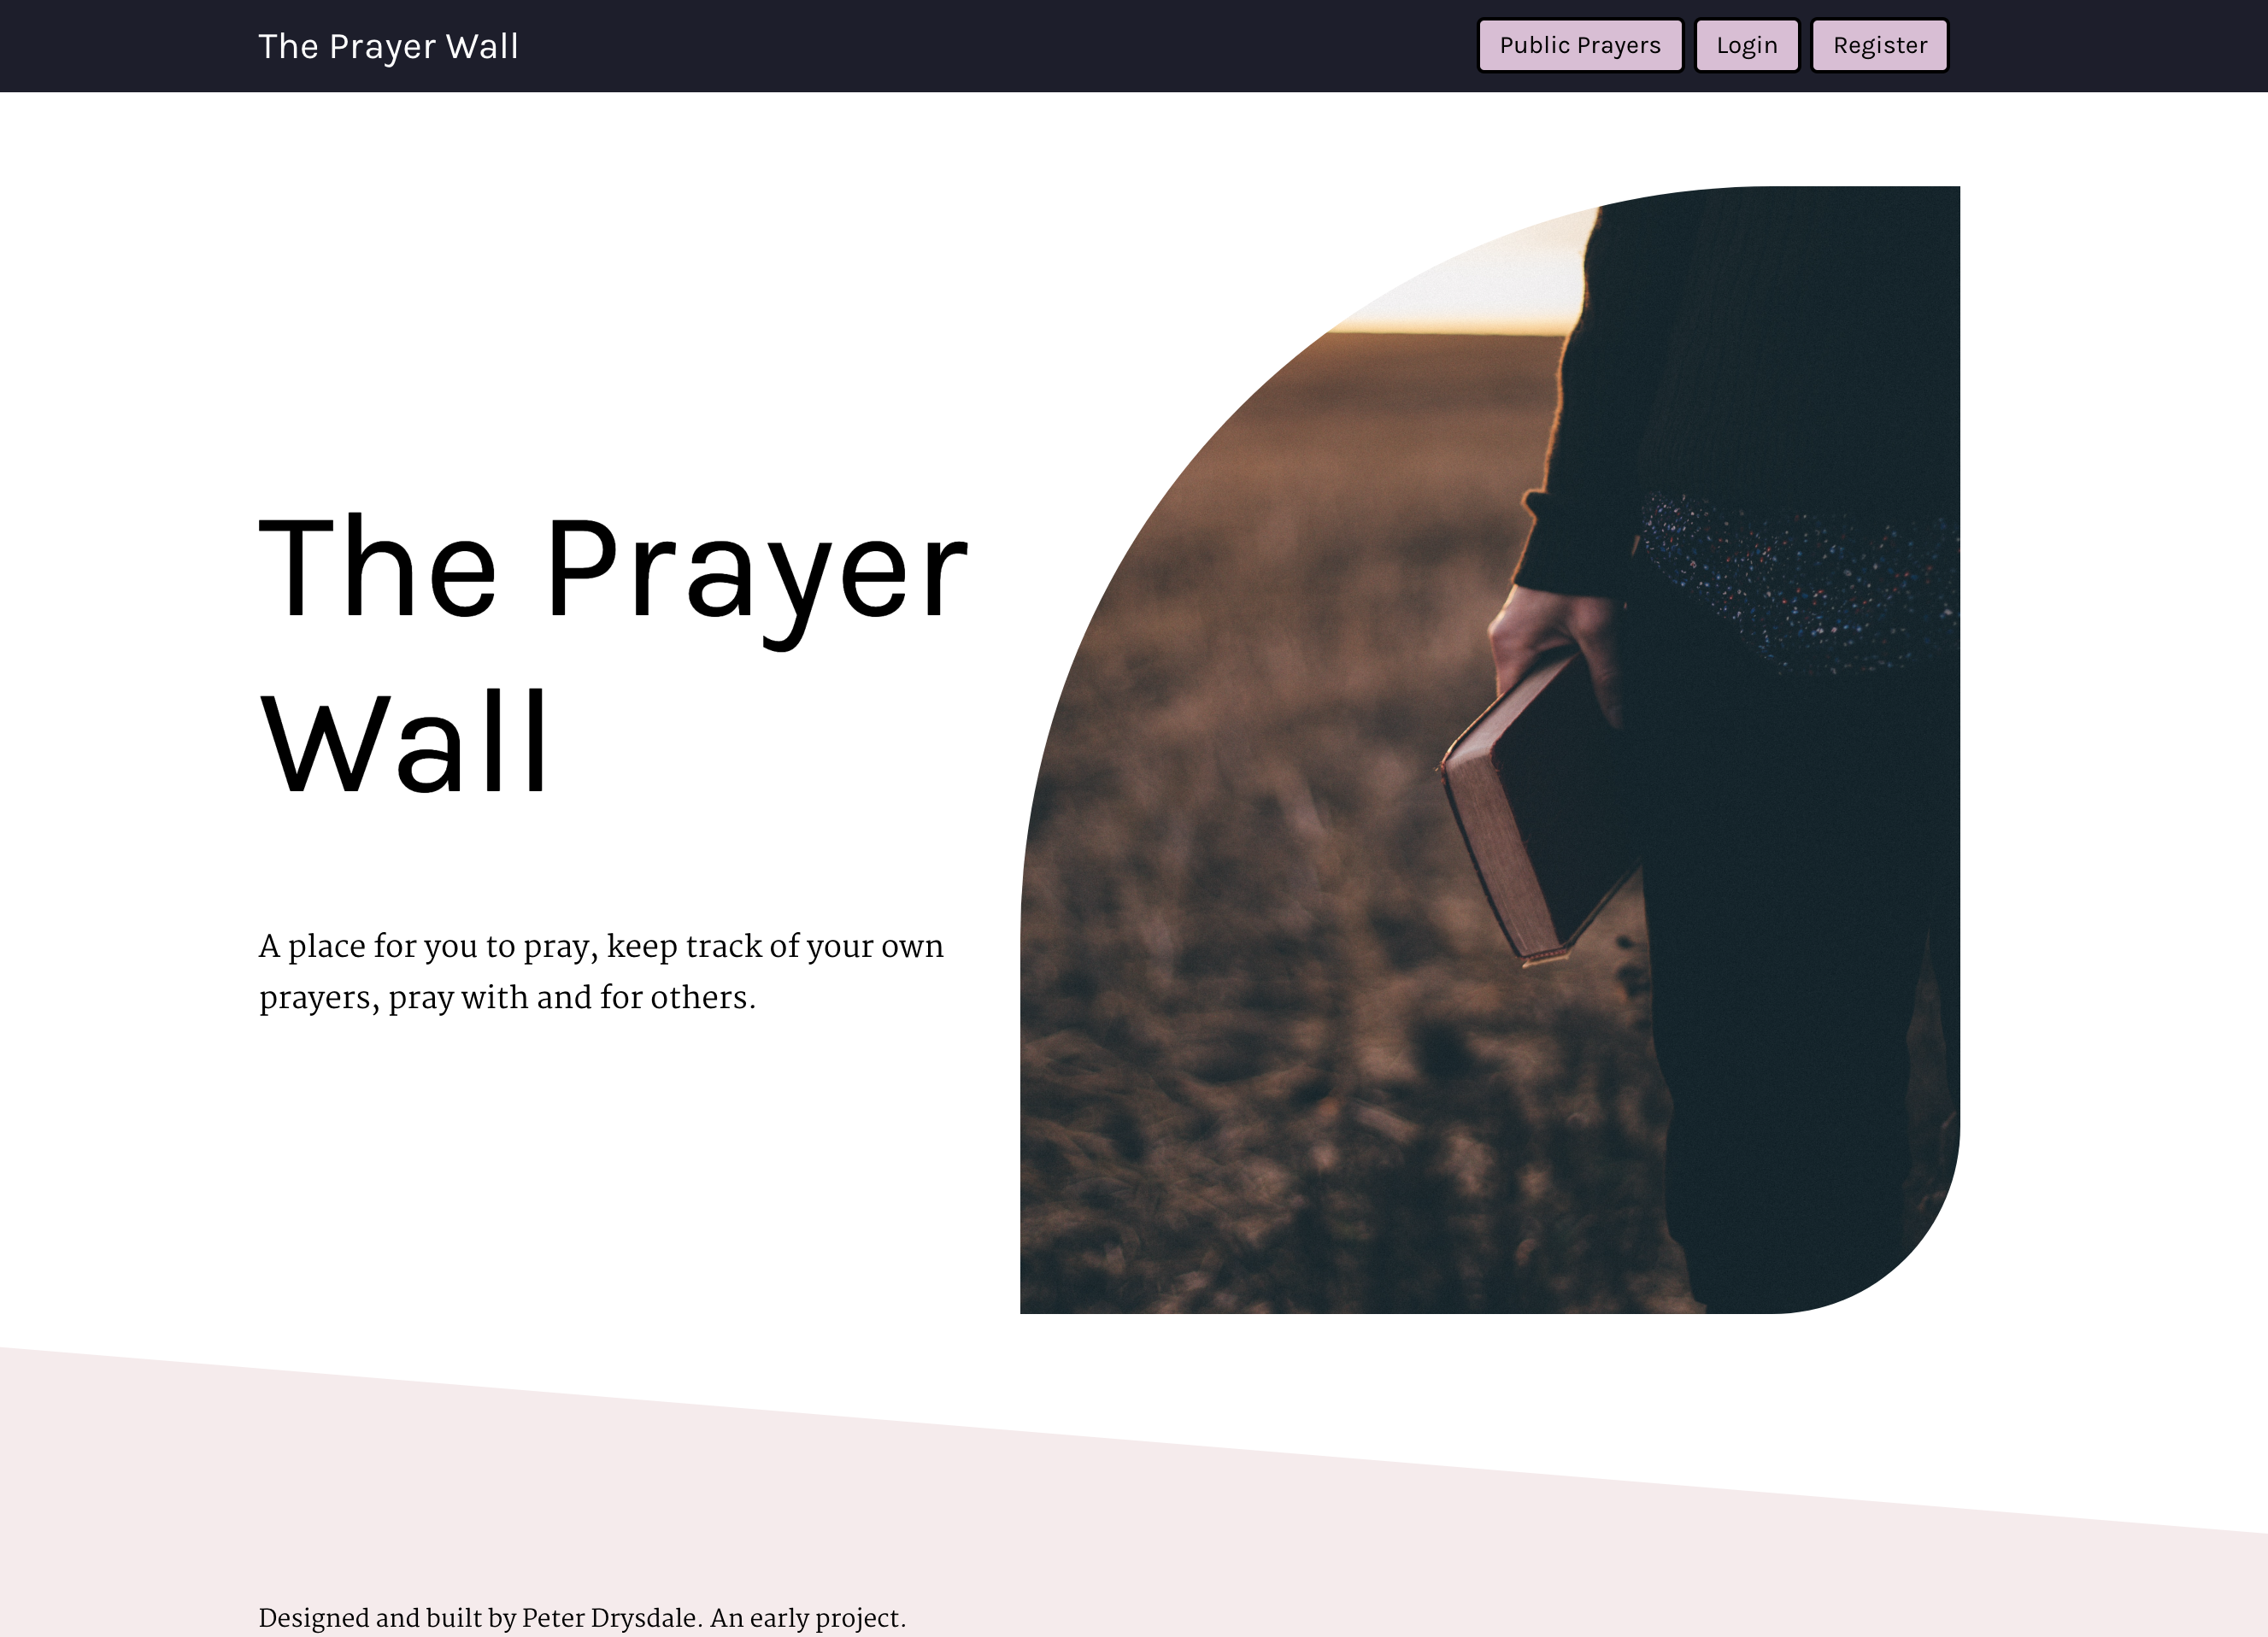 The Prayer Wall
Public Prayers
Login
Register
The Prayer
Wall
A place for you to pray, keep track of your own
prayers, pray with and for others.
Designed and built by Peter Drysdale. An early project.